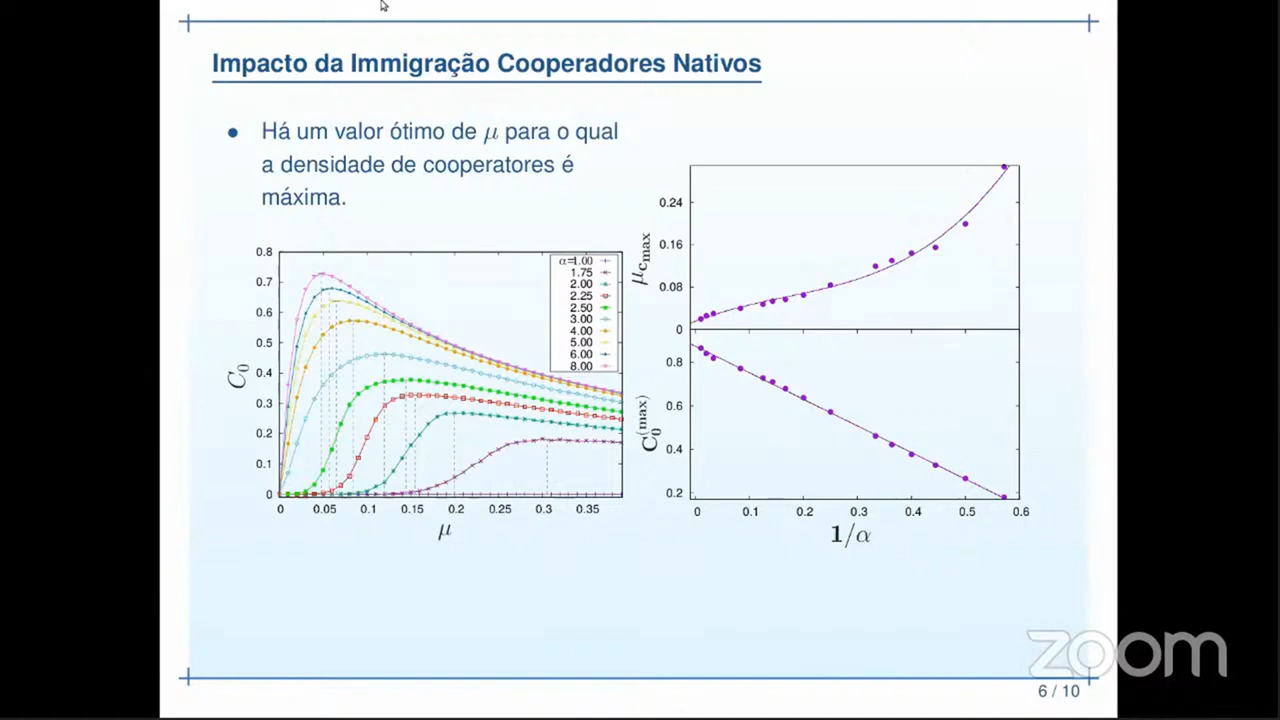 Impacto da Immigração Cooperadores Nativos
● Há um valor ótimo de μ para o qual
a densidade de cooperatores é
máxima.
0.8
0.7
0.6
0.5
0.4
0.3
0.2
0.1
0
C₀
0 0.05 0.1 0.15 0.2 0.25 0.3 0.35
μ
α=1.00
1.75
2.00
2.25
2.50
3.00
4.00
5.00
6.00
8.00
0.24
0.16
0.08
0
μ_cmax
0.8
0.6
0.4
0.2
C₀^(max)
0 0.1 0.2 0.3 0.4 0.5 0.6
1/α
zoom
6 / 10